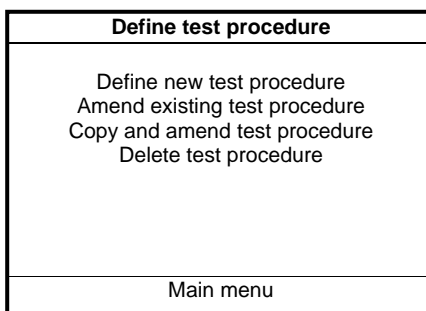 Define test procedure
Define new test procedure
Amend existing test procedure
Copy and amend test procedure
Delete test procedure
Main menu